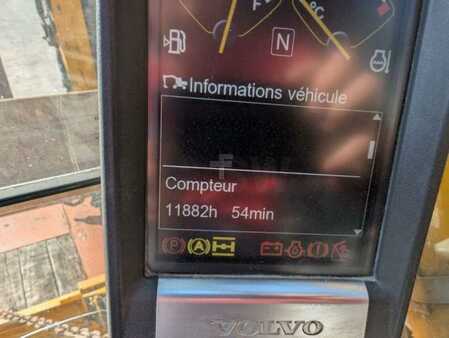 F
°C
N
Informations véhicule
Compteur
11882h 54min
P A
VOLVO